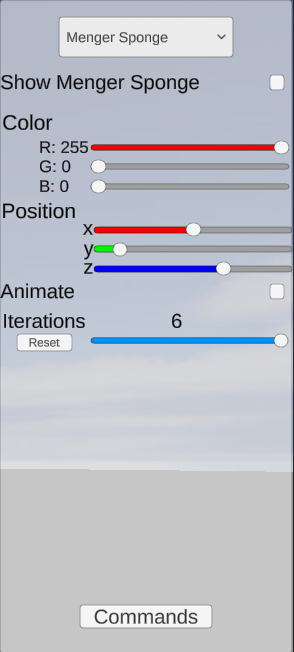 Menger Sponge
Show Menger Sponge
Color
R: 255
G: 0
B: 0
Position
x
y
z
Animate
Iterations 6
Reset
Commands